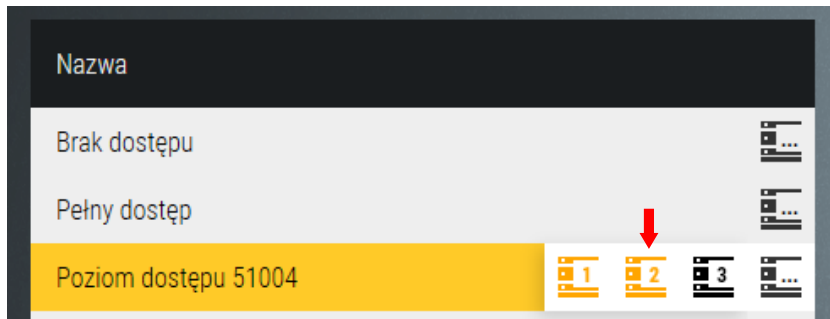 Nazwa
Brak dostępu
...
Pełny dostęp
...
Poziom dostępu 51004 1 2 3 ...